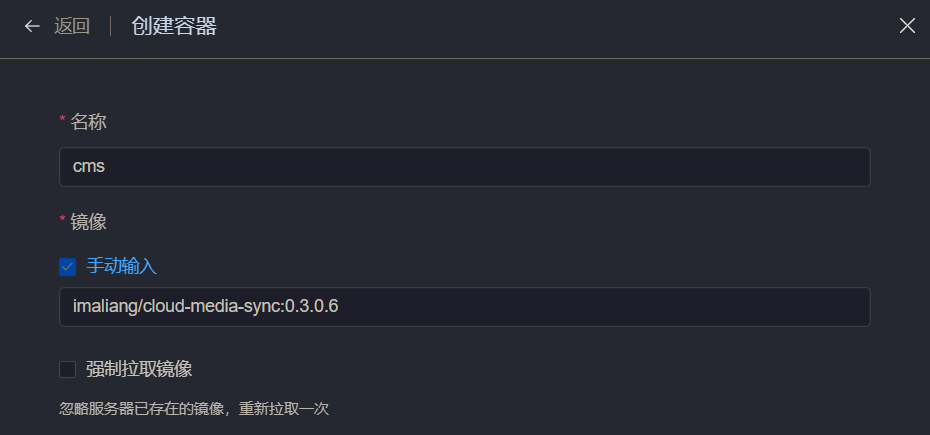 返回 创建容器
* 名称
cms
* 镜像
手动输入
imaliang/cloud-media-sync:0.3.0.6
强制拉取镜像
忽略服务器已存在的镜像，重新拉取一次